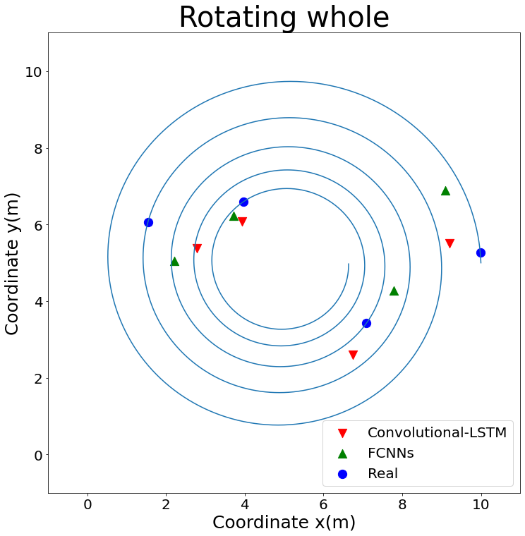 Rotating whole
Coordinate y(m)
10
8
6
4
2
0
Convolutional-LSTM
FCNNs
Real
0 2 4 6 8 10
Coordinate x(m)